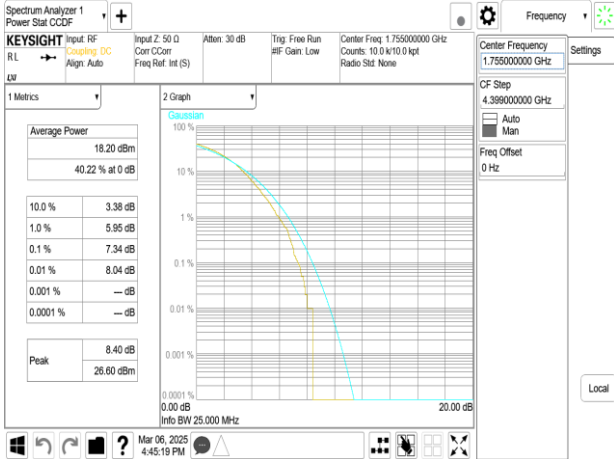 Spectrum Analyzer 1
Power Stat CCDF
KEYSIGHT
RL
LXI
Input: RF
Coupling: DC
Align: Auto
Input Z: 50 Ω
Corr CCorr
Freq Ref: Int (S)
Atten: 30 dB
Trig: Free Run
#IF Gain: Low
Center Freq: 1.755000000 GHz
Counts: 10.0 k/10.0 kpt
Radio Std: None
Frequency
Settings
Center Frequency
1.755000000 GHz
CF Step
4.399000000 GHz
Auto
Man
Freq Offset
0 Hz
Local
1 Metrics
Average Power
18.20 dBm
40.22 % at 0 dB
10.0 % 3.38 dB
1.0 % 5.95 dB
0.1 % 7.34 dB
0.01 % 8.04 dB
0.001 % --- dB
0.0001 % --- dB
Peak
8.40 dB
26.60 dBm
2 Graph
Gaussian
100 %
10 %
1 %
0.1 %
0.01 %
0.001 %
0.0001 %
0.00 dB
20.00 dB
Info BW 25.000 MHz
?
Mar 06, 2025
4:45:19 PM